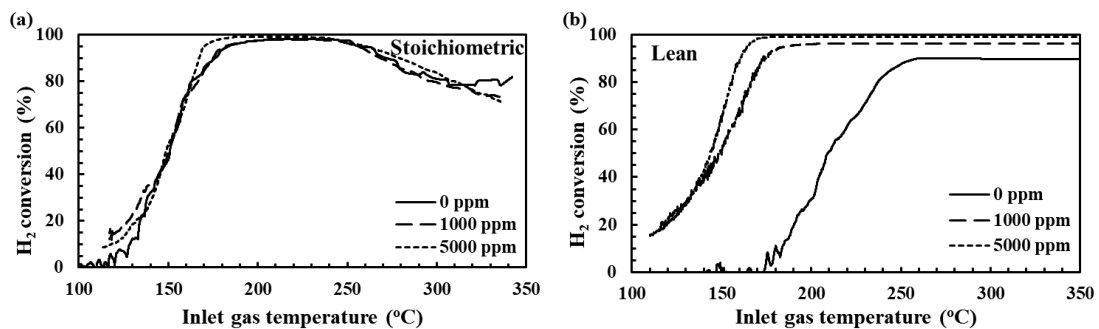 (a)
100
80
60
40
20
0
H₂ conversion (%)
Stoichiometric
0 ppm
1000 ppm
5000 ppm
100 150 200 250 300 350
Inlet gas temperature (ºC)
(b)
100
80
60
40
20
0
H₂ conversion (%)
Lean
0 ppm
1000 ppm
5000 ppm
100 150 200 250 300 350
Inlet gas temperature (ºC)